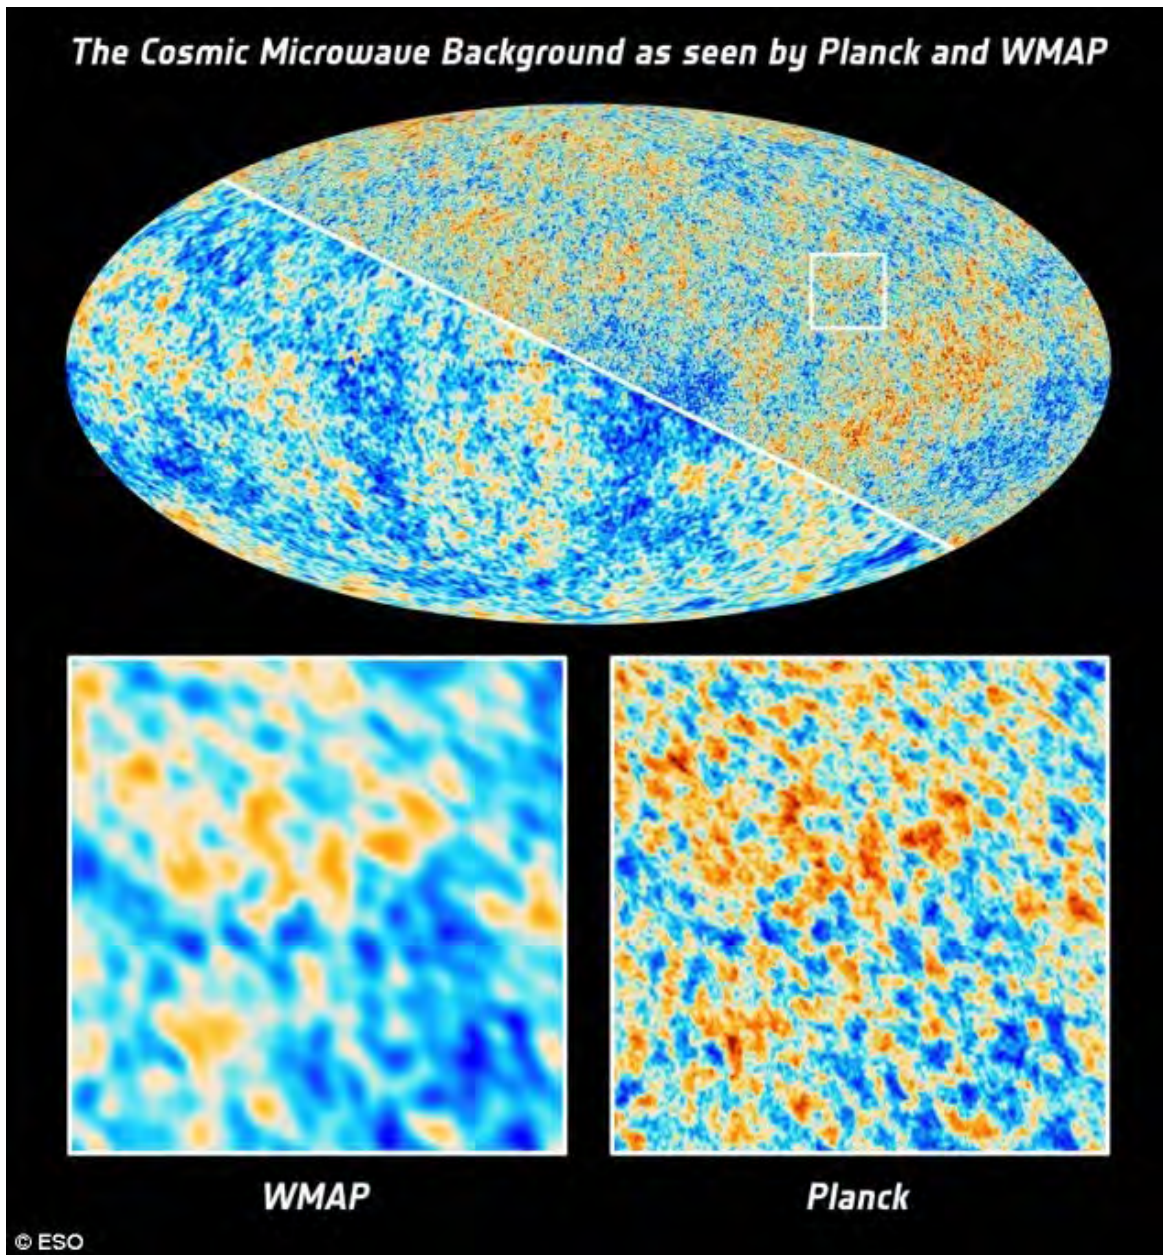 The Cosmic Microwave Background as seen by Planck and WMAP
WMAP
Planck
© ESO